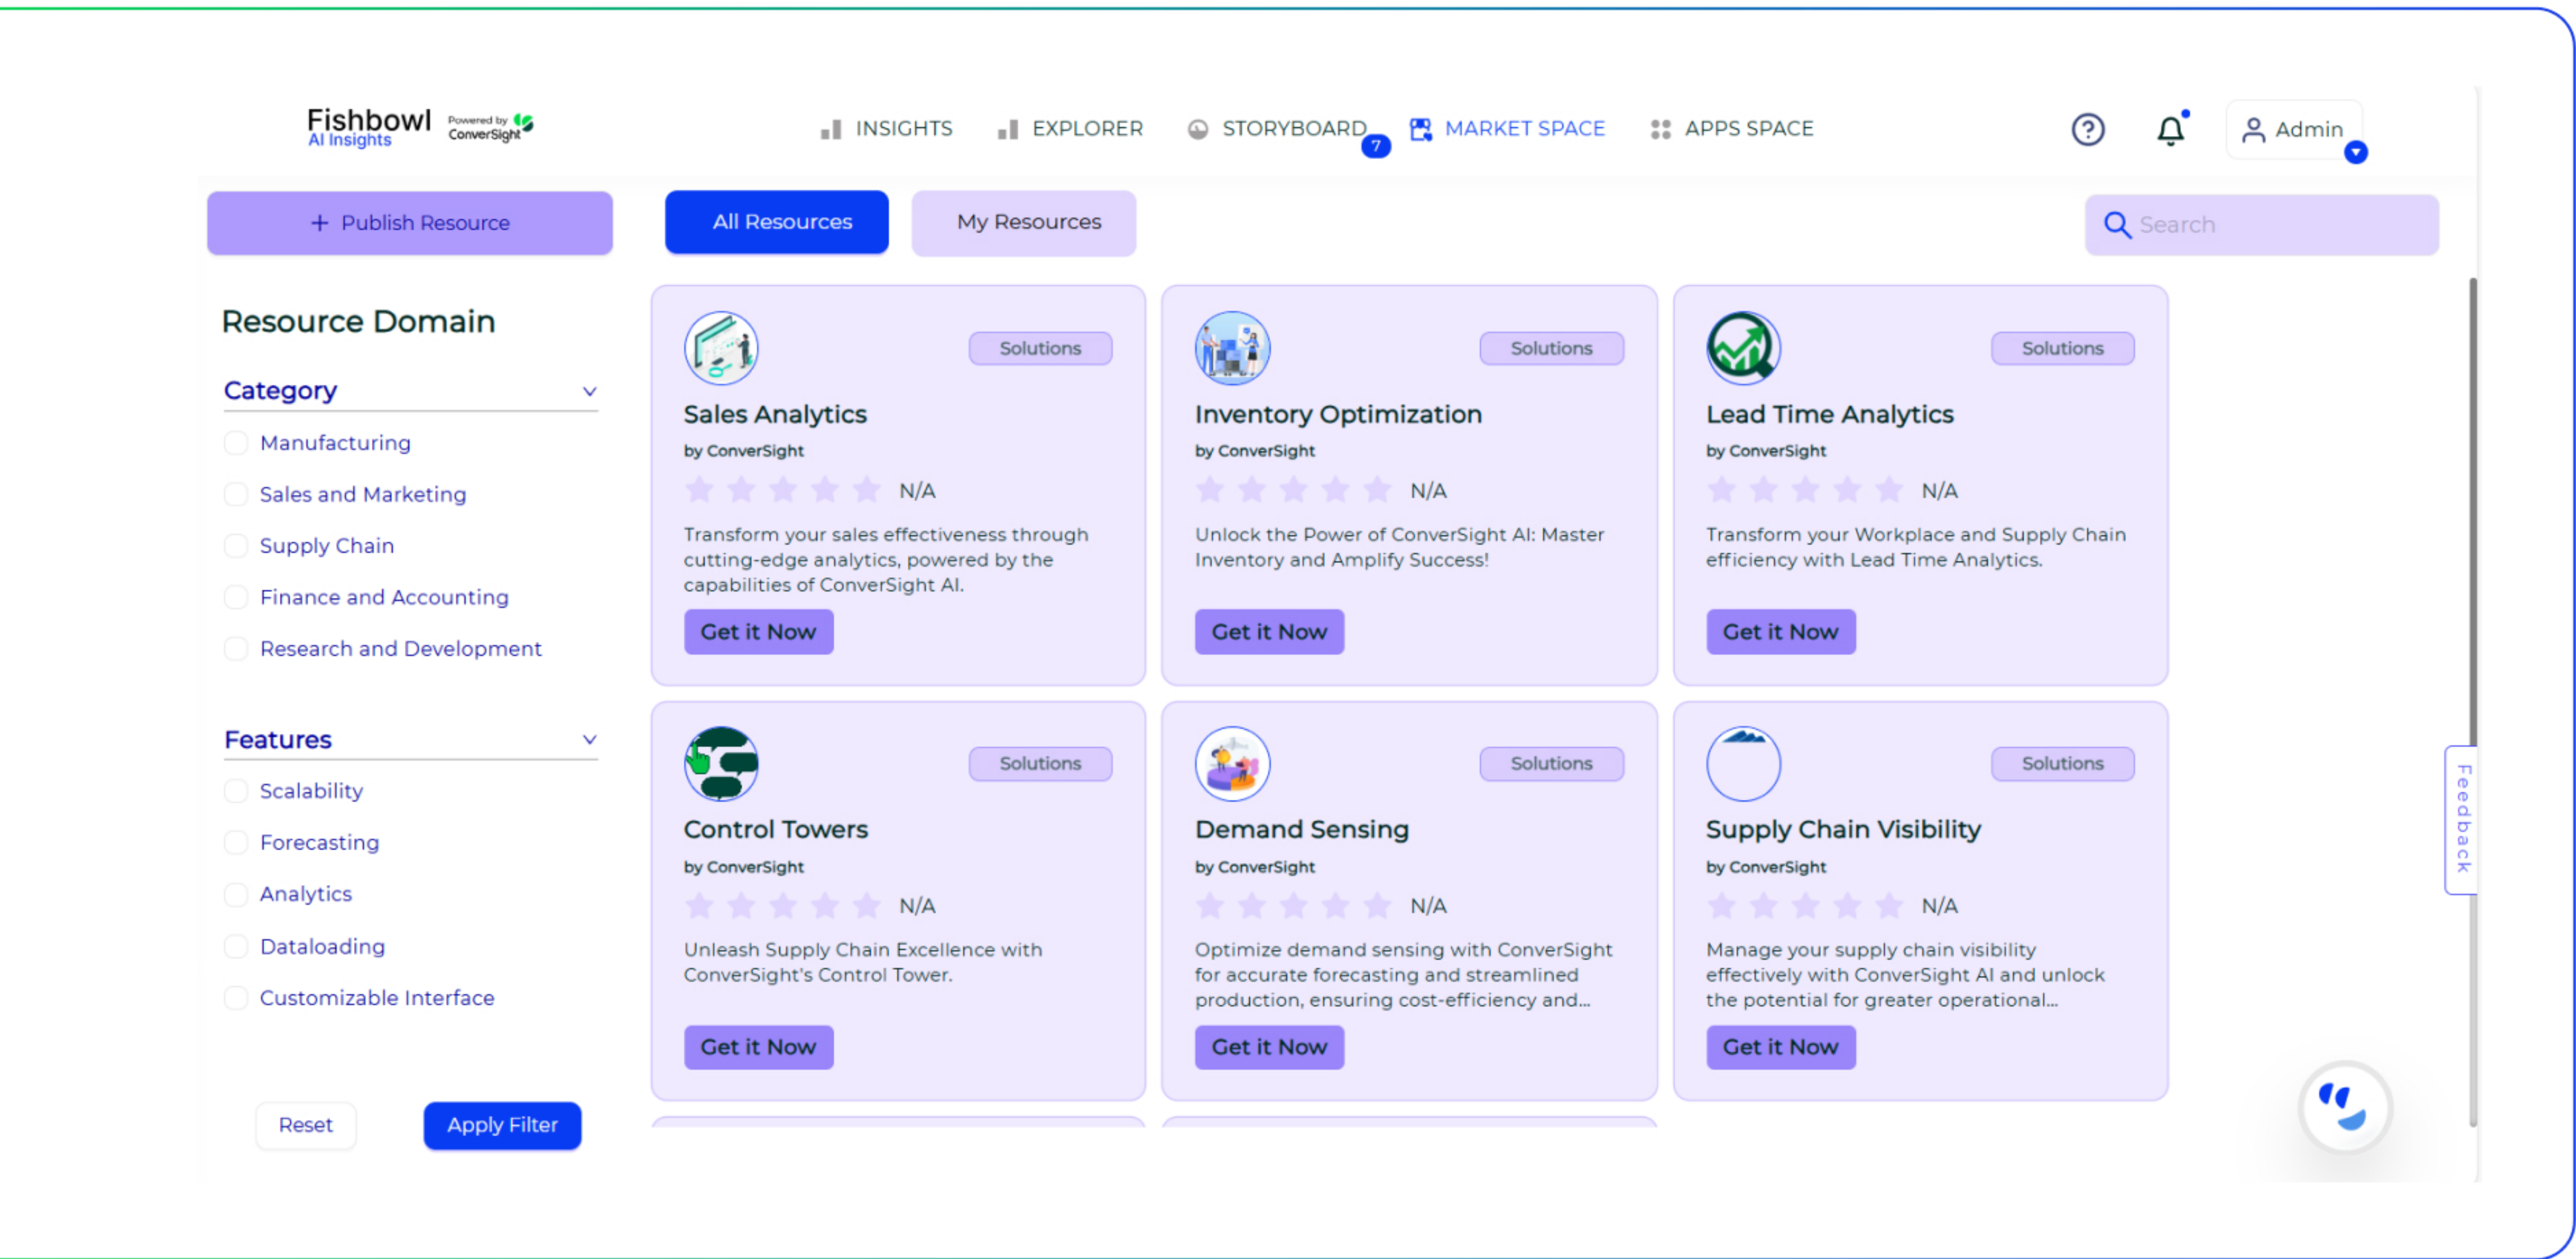 Fishbowl
AI Insights
Powered by
ConverSight
INSIGHTS
EXPLORER
STORYBOARD
7
MARKET SPACE
APPS SPACE
?
Admin
+ Publish Resource
All Resources
My Resources
Search
Resource Domain
Category
Manufacturing
Sales and Marketing
Supply Chain
Finance and Accounting
Research and Development
Features
Scalability
Forecasting
Analytics
Dataloading
Customizable Interface
Reset
Apply Filter
Solutions
Sales Analytics
by ConverSight
N/A
Transform your sales effectiveness through
cutting-edge analytics, powered by the
capabilities of ConverSight AI.
Get it Now
Solutions
Inventory Optimization
by ConverSight
N/A
Unlock the Power of ConverSight AI: Master
Inventory and Amplify Success!
Get it Now
Solutions
Lead Time Analytics
by ConverSight
N/A
Transform your Workplace and Supply Chain
efficiency with Lead Time Analytics.
Get it Now
Solutions
Control Towers
by ConverSight
N/A
Unleash Supply Chain Excellence with
ConverSight's Control Tower.
Get it Now
Solutions
Demand Sensing
by ConverSight
N/A
Optimize demand sensing with ConverSight
for accurate forecasting and streamlined
production, ensuring cost-efficiency and...
Get it Now
Solutions
Supply Chain Visibility
by ConverSight
N/A
Manage your supply chain visibility
effectively with ConverSight AI and unlock
the potential for greater operational...
Get it Now
Feedback